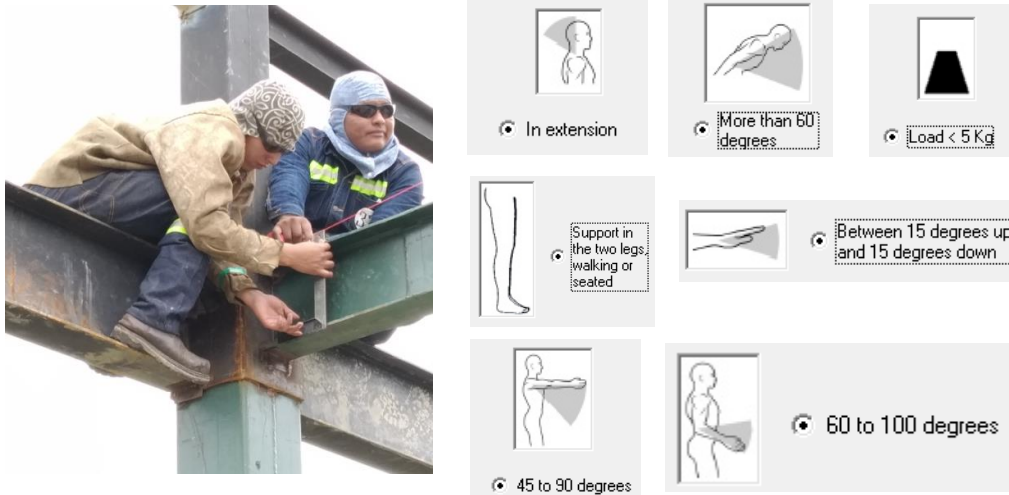 In extension
More than 60
degrees
Load < 5 Kg
Support in
the two legs,
walking or
seated
Between 15 degrees up
and 15 degrees down
45 to 90 degrees
60 to 100 degrees